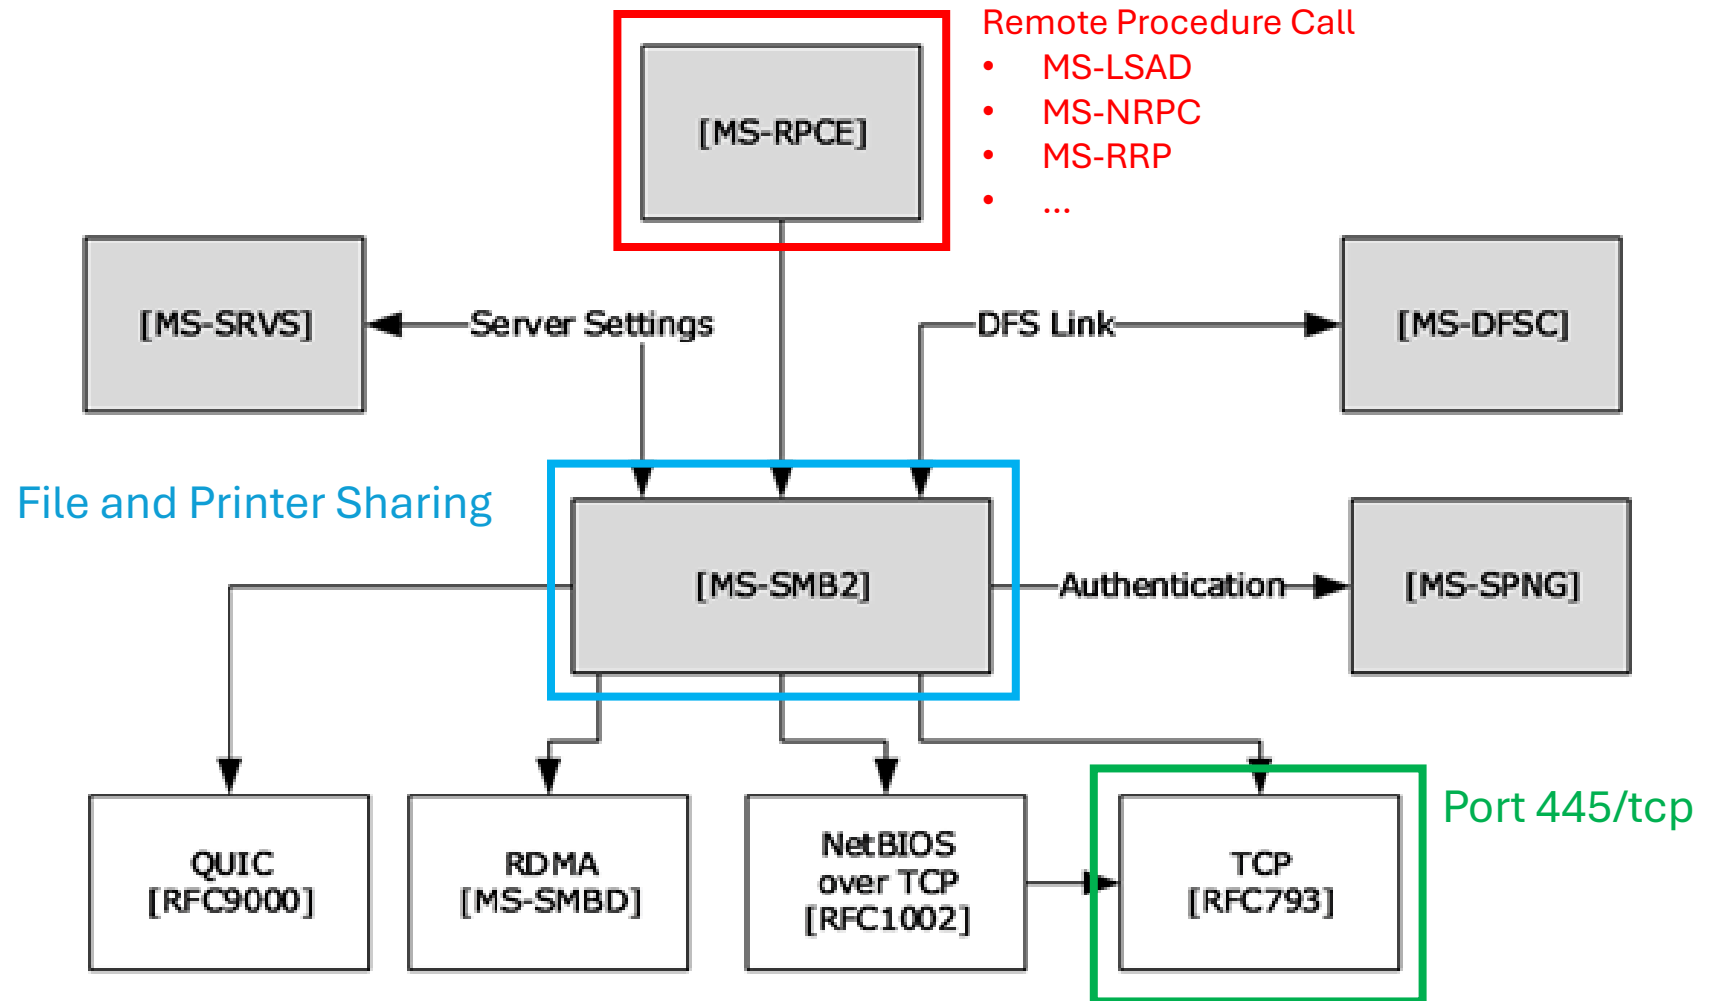 Remote Procedure Call
• MS-LSAD
• MS-NRPC
• MS-RRP
• ...
[MS-RPCE]
[MS-SRVS]
Server Settings
DFS Link
[MS-DFSC]
File and Printer Sharing
[MS-SMB2]
Authentication
[MS-SPNG]
Port 445/tcp
QUIC
[RFC9000]
RDMA
[MS-SMBD]
NetBIOS
over TCP
[RFC1002]
TCP
[RFC793]